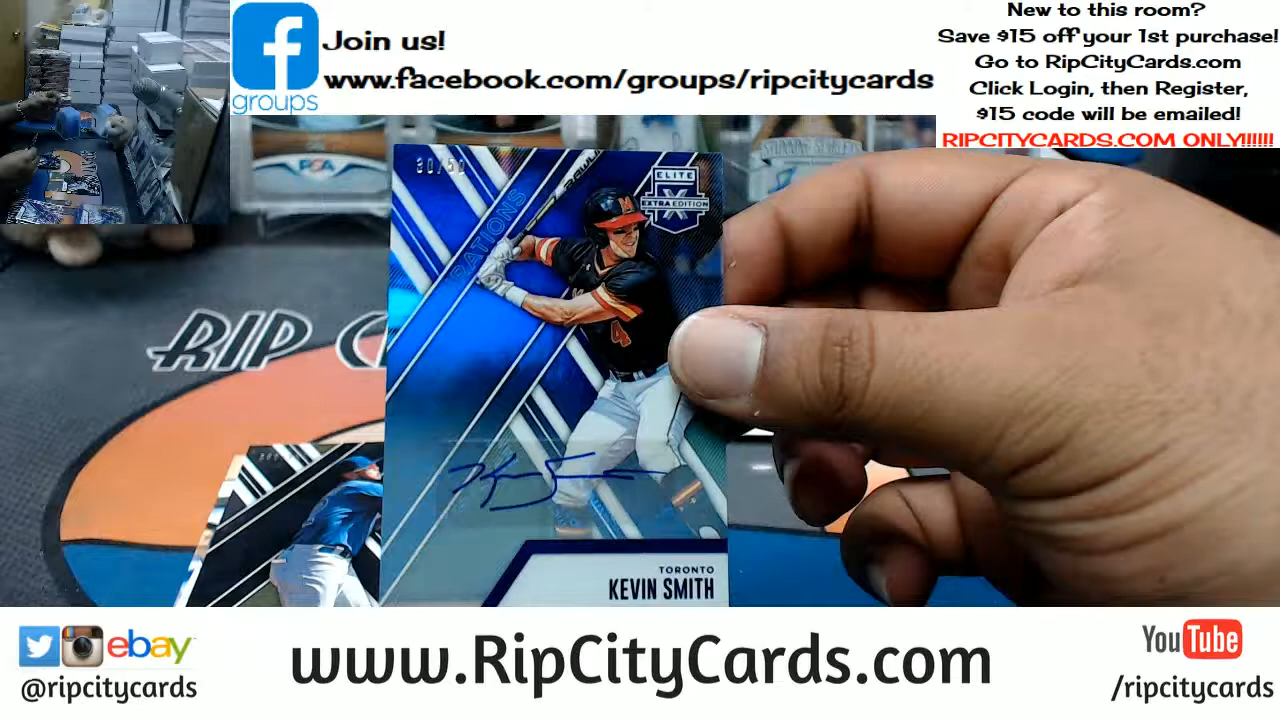 Join us!
www.facebook.com/groups/ripcitycards
groups
New to this room?
Save $15 off your 1st purchase!
Go to RipCityCards.com
Click Login, then Register,
$15 code will be emailed!
RIPCITYCARDS.COM ONLY!!!!!!
ELITE
EXTRA EDITION
RATIONS
4
RIP C
TORONTO
KEVIN SMITH
ebay
@ripcitycards
www.RipCityCards.com
YouTube
/ripcitycards